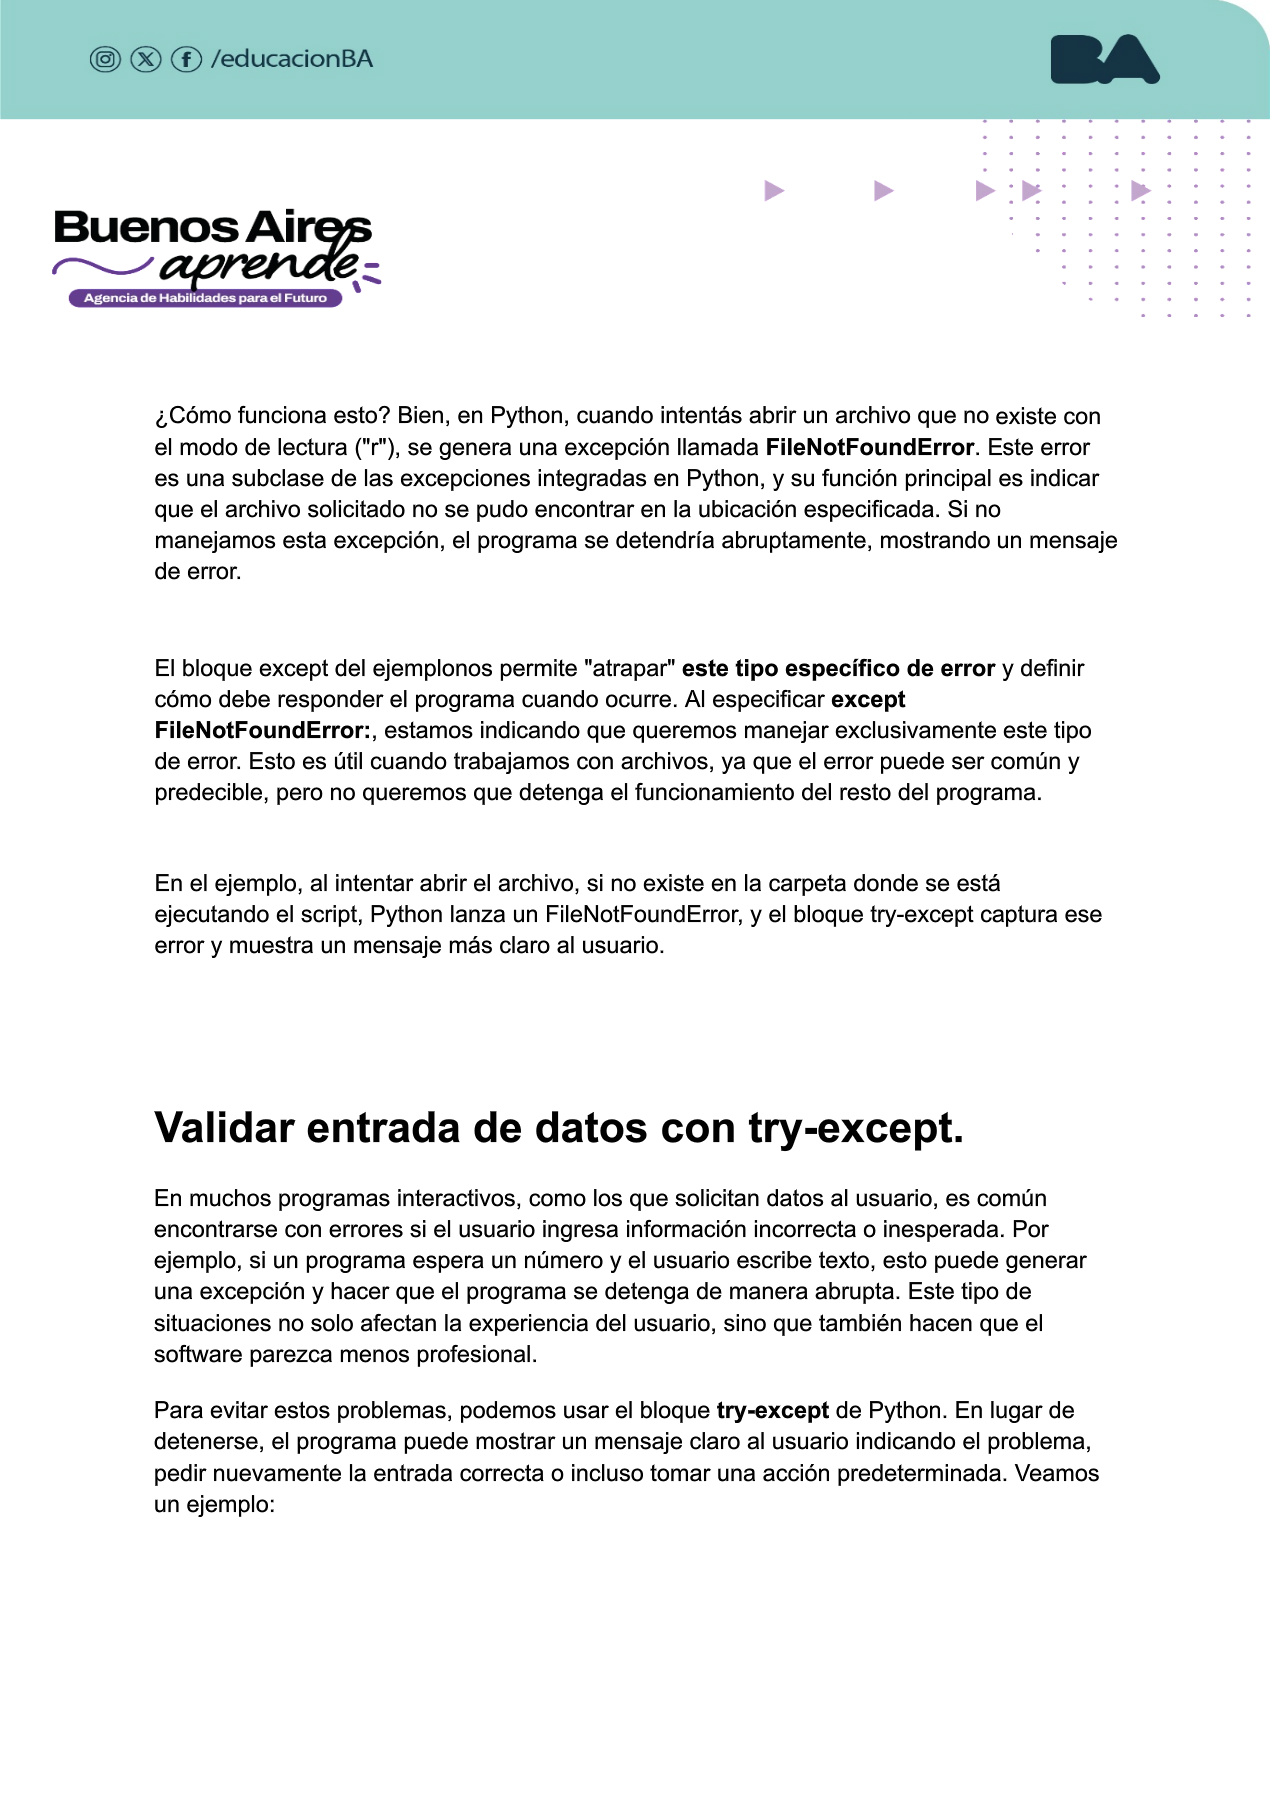 /educacionBA
BA
Buenos Aires
aprende
Agencia de Habilidades para el Futuro
¿Cómo funciona esto? Bien, en Python, cuando intentás abrir un archivo que no existe con
el modo de lectura ("r"), se genera una excepción llamada FileNotFoundError. Este error
es una subclase de las excepciones integradas en Python, y su función principal es indicar
que el archivo solicitado no se pudo encontrar en la ubicación especificada. Si no
manejamos esta excepción, el programa se detendría abruptamente, mostrando un mensaje
de error.
El bloque except del ejemplonos permite "atrapar" este tipo específico de error y definir
cómo debe responder el programa cuando ocurre. Al especificar except
FileNotFoundError:, estamos indicando que queremos manejar exclusivamente este tipo
de error. Esto es útil cuando trabajamos con archivos, ya que el error puede ser común y
predecible, pero no queremos que detenga el funcionamiento del resto del programa.
En el ejemplo, al intentar abrir el archivo, si no existe en la carpeta donde se está
ejecutando el script, Python lanza un FileNotFoundError, y el bloque try-except captura ese
error y muestra un mensaje más claro al usuario.
Validar entrada de datos con try-except.
En muchos programas interactivos, como los que solicitan datos al usuario, es común
encontrarse con errores si el usuario ingresa información incorrecta o inesperada. Por
ejemplo, si un programa espera un número y el usuario escribe texto, esto puede generar
una excepción y hacer que el programa se detenga de manera abrupta. Este tipo de
situaciones no solo afectan la experiencia del usuario, sino que también hacen que el
software parezca menos profesional.
Para evitar estos problemas, podemos usar el bloque try-except de Python. En lugar de
detenerse, el programa puede mostrar un mensaje claro al usuario indicando el problema,
pedir nuevamente la entrada correcta o incluso tomar una acción predeterminada. Veamos
un ejemplo: